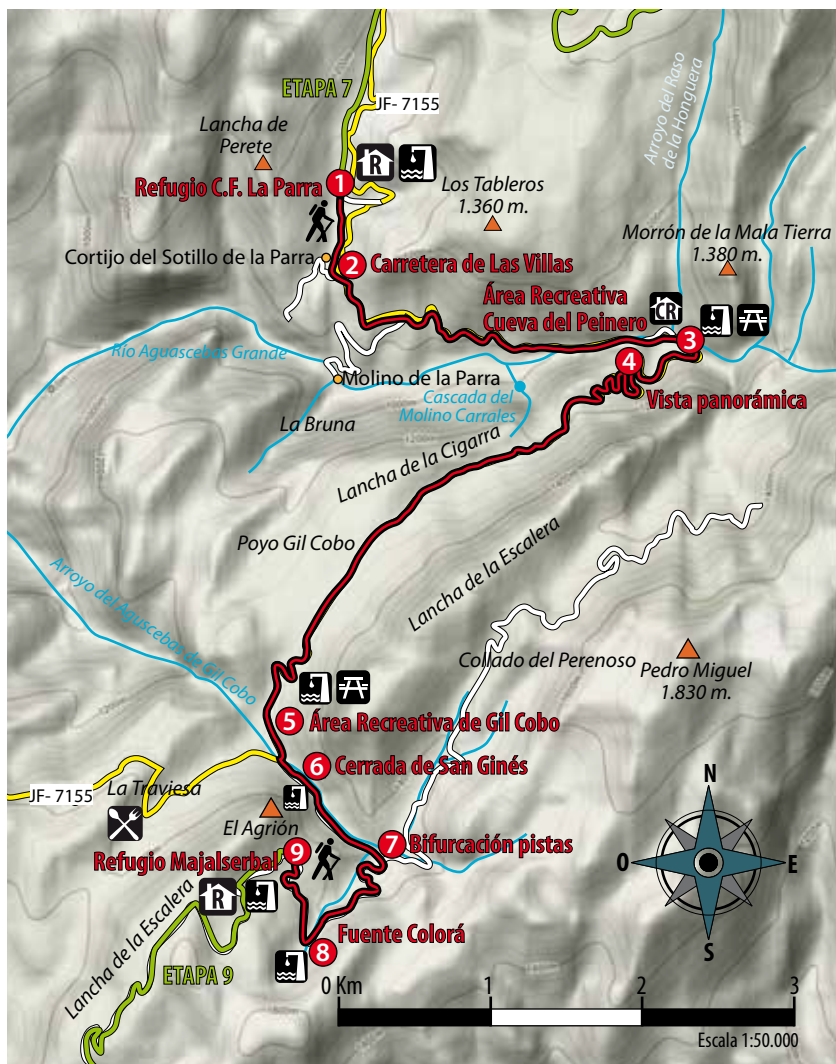 ETAPA 7
JF- 7155
Lancha de
Perete
R
1
Refugio C.F. La Parra
Los Tableros
1.360 m.
Arroyo del Raso
de la Honguera
Morrón de la Mala Tierra
1.380 m.
Cortijo del Sotillo de la Parra
2
Carretera de Las Villas
Área Recreativa
Cueva del Peinero
CR
3
4
Vista panorámica
Río Aguascebas Grande
Molino de la Parra
Cascada del
Molino Carrales
La Bruna
Lancha de la Cigarra
Poyo Gil Cobo
Lancha de la Escalera
Arroyo del Aguscebas de Gil Cobo
Collado del Perenoso
Pedro Miguel
1.830 m.
5
Área Recreativa de Gil Cobo
6
Cerrada de San Ginés
JF- 7155
La Traviesa
El Agrión
7
Bifurcación pistas
9
Refugio Majalserbal
R
Fuente Colorá
8
Lancha de la Escalera
ETAPA 9
N
O
E
S
0 Km
1
2
3
Escala 1:50.000